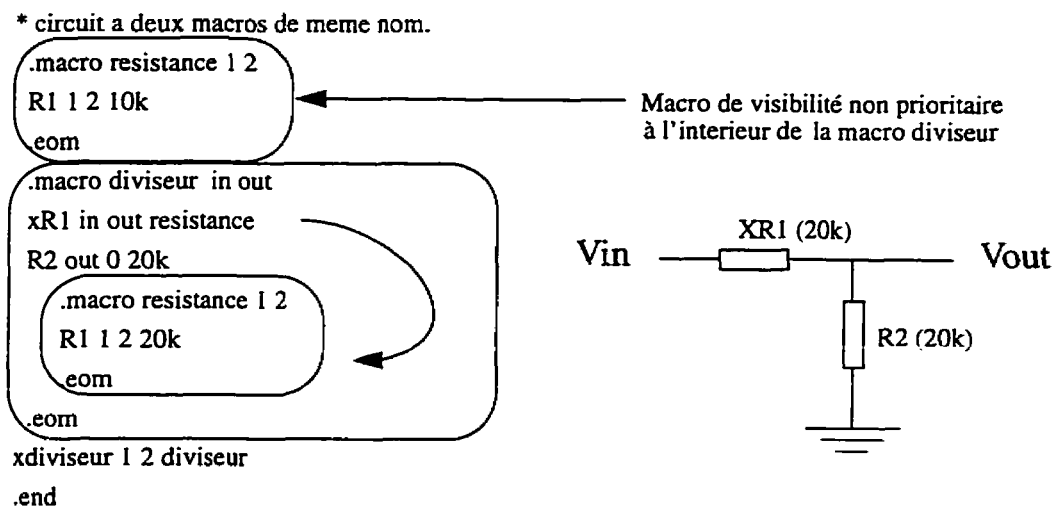 * circuit a deux macros de meme nom.
.macro resistance 1 2
R1 1 2 10k
.eom
Macro de visibilité non prioritaire
à l'interieur de la macro diviseur
.macro diviseur in out
xR1 in out resistance
R2 out 0 20k
.macro resistance 1 2
R1 1 2 20k
.eom
.eom
xdiviseur 1 2 diviseur
.end
XR1 (20k)
Vin
Vout
R2 (20k)